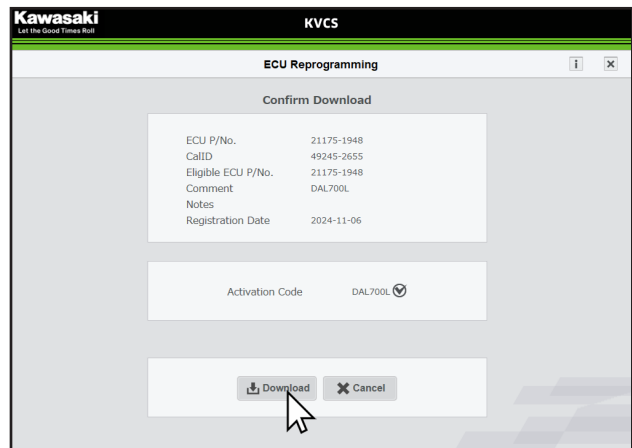 Kawasaki
Let the Good Times Roll
KVCS
ECU Reprogramming
i
Confirm Download
ECU P/No. 21175-1948
CalID 49245-2655
Eligible ECU P/No. 21175-1948
Comment DAL700L
Notes
Registration Date 2024-11-06
Activation Code DAL700L
Download Cancel